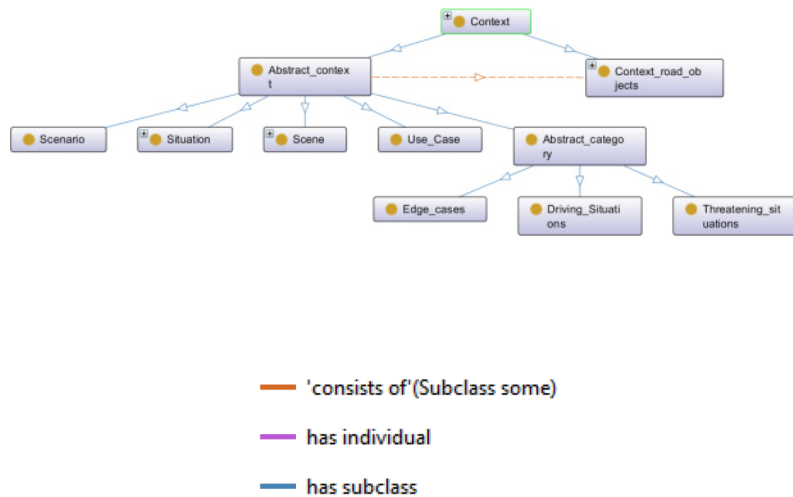 Context
Abstract_contex
t
Context_road_ob
jects
Scenario
Situation
Scene
Use_Case
Abstract_catego
ry
Edge_cases
Driving_Situati
ons
Threatening_sit
uations
'consists of'(Subclass some)
has individual
has subclass